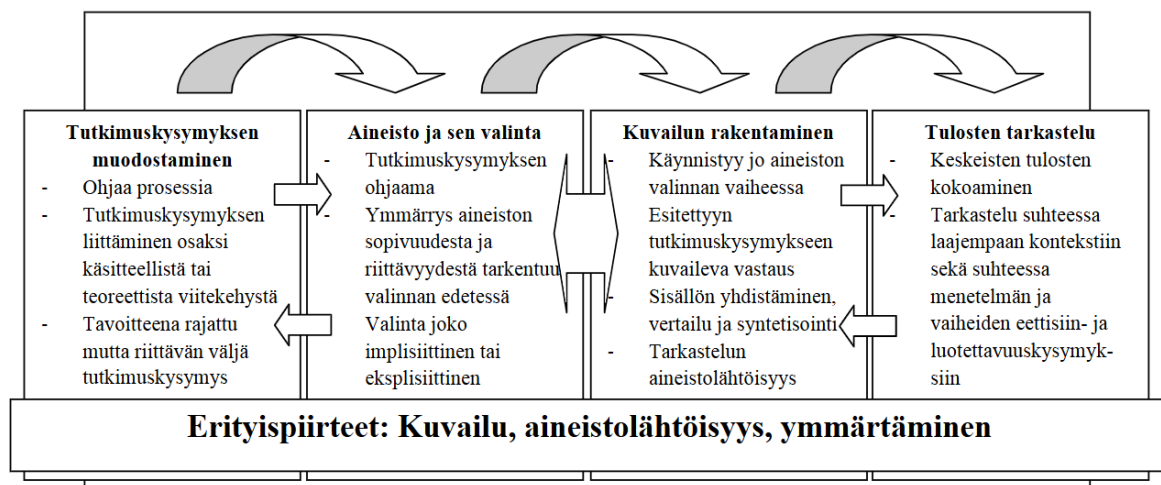 Tutkimuskysymyksen
muodostaminen
- Ohjaa prosessia
- Tutkimuskysymyksen
liittäminen osaksi
käsitteellistä tai
teoreettista viitekehystä
- Tavoitteena rajattu
mutta riittävän väljä
tutkimuskysymys
Aineisto ja sen valinta
- Tutkimuskysymyksen
ohjaama
- Ymmärrys aineiston
sopivuudesta ja
riittävyydestä tarkentuu
valinnan edetessä
- Valinta joko
implisiittinen tai
eksplisiittinen
Kuvailun rakentaminen
- Käynnistyy jo aineiston
valinnan vaiheessa
- Esitettyyn
tutkimuskysymykseen
kuvaileva vastaus
- Sisällön yhdistäminen,
vertailu ja syntetisointi
- Tarkastelun
aineistolähtöisyys
Tulosten tarkastelu
- Keskeisten tulosten
kokoaminen
- Tarkastelu suhteessa
laajempaan kontekstiin
sekä suhteessa
menetelmän ja
vaiheiden eettisiin- ja
luotettavuuskysymyk-
siin
Erityispiirteet: Kuvailu, aineistolähtöisyys, ymmärtäminen